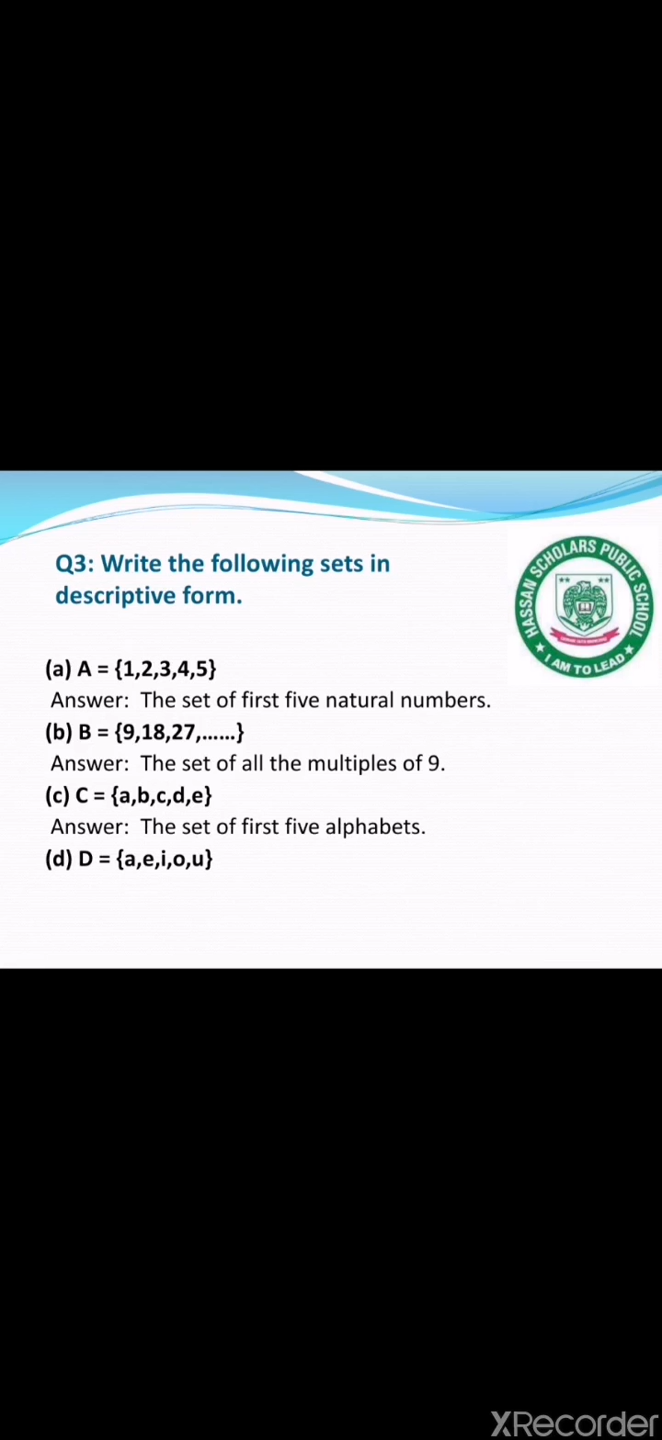 Q3: Write the following sets in
descriptive form.
HASSAN SCHOLARS PUBLIC SCHOOL
★ I AM TO LEAD ★
(a) A = {1,2,3,4,5}
Answer: The set of first five natural numbers.
(b) B = {9,18,27,......}
Answer: The set of all the multiples of 9.
(c) C = {a,b,c,d,e}
Answer: The set of first five alphabets.
(d) D = {a,e,i,o,u}
XRecorder